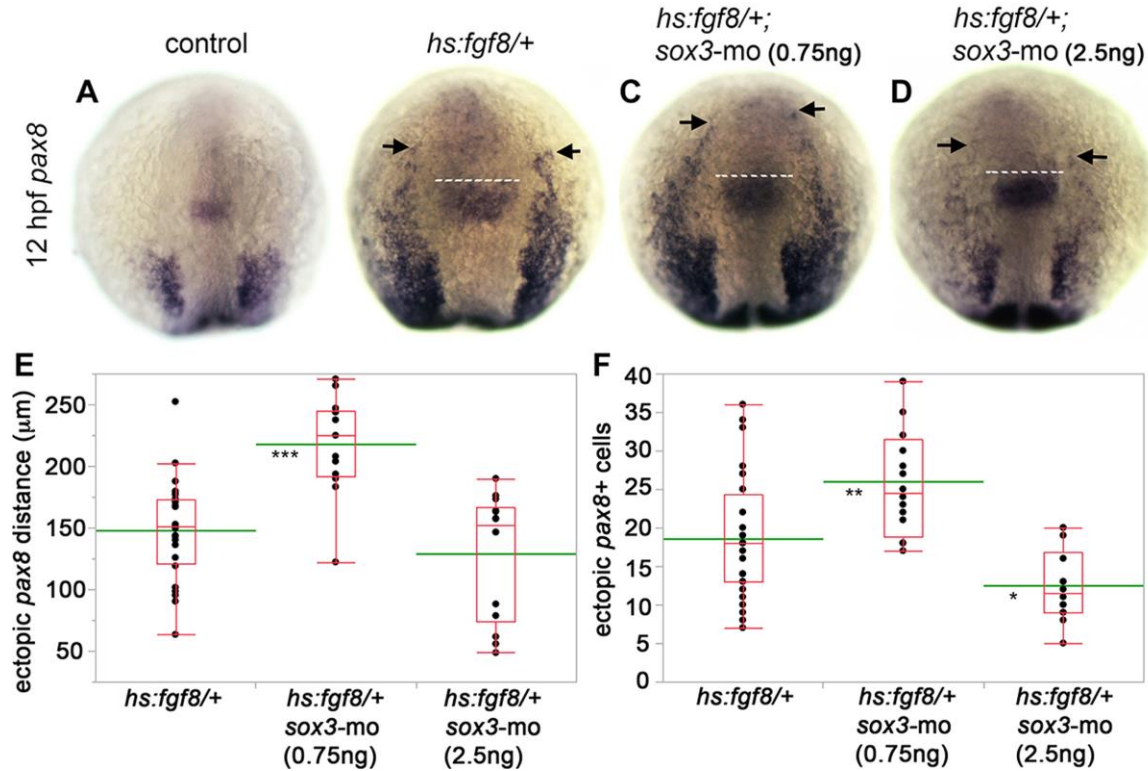 control
hs:fgf8/+
hs:fgf8/+;
sox3-mo (0.75ng)
hs:fgf8/+;
sox3-mo (2.5ng)
A
C
D
12 hpf pax8
E
ectopic pax8 distance (μm)
250
200
150
100
50
***
hs:fgf8/+
hs:fgf8/+
sox3-mo
(0.75ng)
hs:fgf8/+
sox3-mo
(2.5ng)
F
ectopic pax8+ cells
40
35
30
25
20
15
10
5
0
**
*
hs:fgf8/+
hs:fgf8/+
sox3-mo
(0.75ng)
hs:fgf8/+
sox3-mo
(2.5ng)